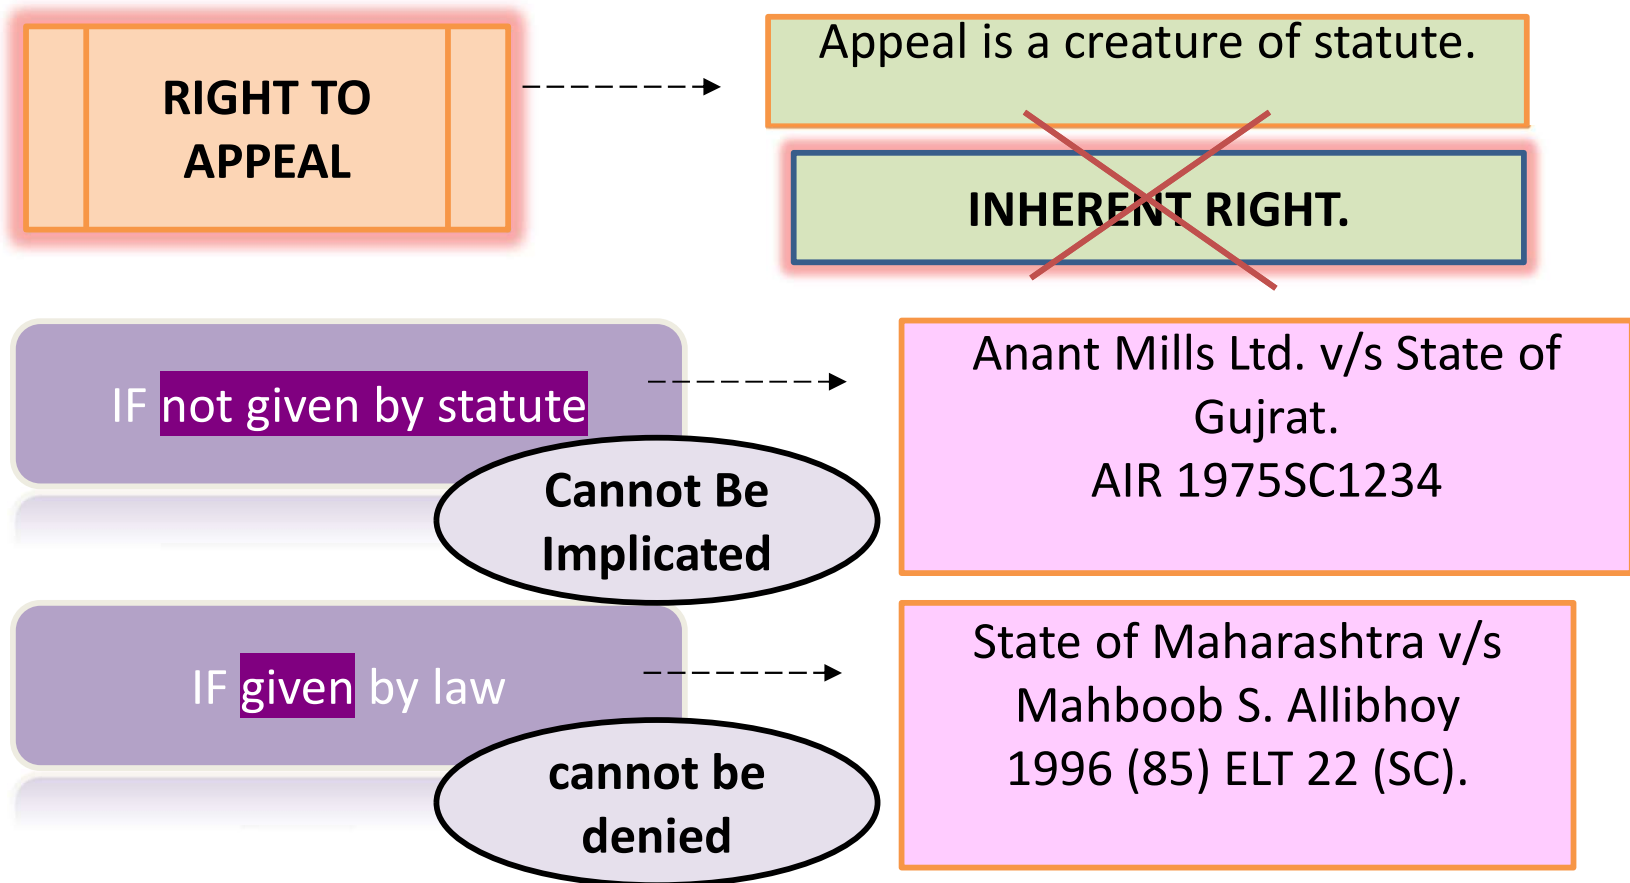 RIGHT TO
APPEAL
Appeal is a creature of statute.
INHERENT RIGHT.
IF not given by statute
Cannot Be
Implicated
Anant Mills Ltd. v/s State of
Gujrat.
AIR 1975SC1234
IF given by law
cannot be
denied
State of Maharashtra v/s
Mahboob S. Allibhoy
1996 (85) ELT 22 (SC).